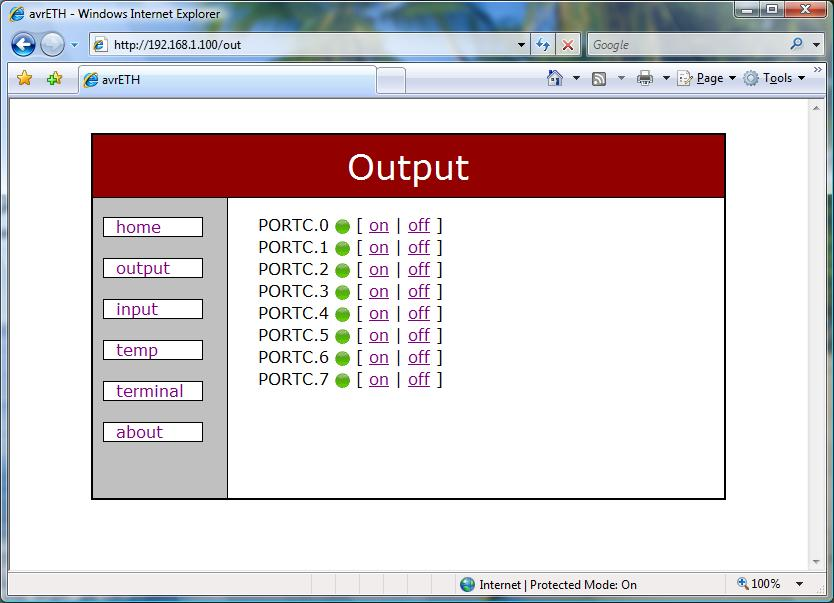 avrETH - Windows Internet Explorer
http://192.168.1.100/out
Google
avrETH
Page
Tools
»
Output
home
output
input
temp
terminal
about
PORTC.0 [ on | off ]
PORTC.1 [ on | off ]
PORTC.2 [ on | off ]
PORTC.3 [ on | off ]
PORTC.4 [ on | off ]
PORTC.5 [ on | off ]
PORTC.6 [ on | off ]
PORTC.7 [ on | off ]
Internet | Protected Mode: On
100%